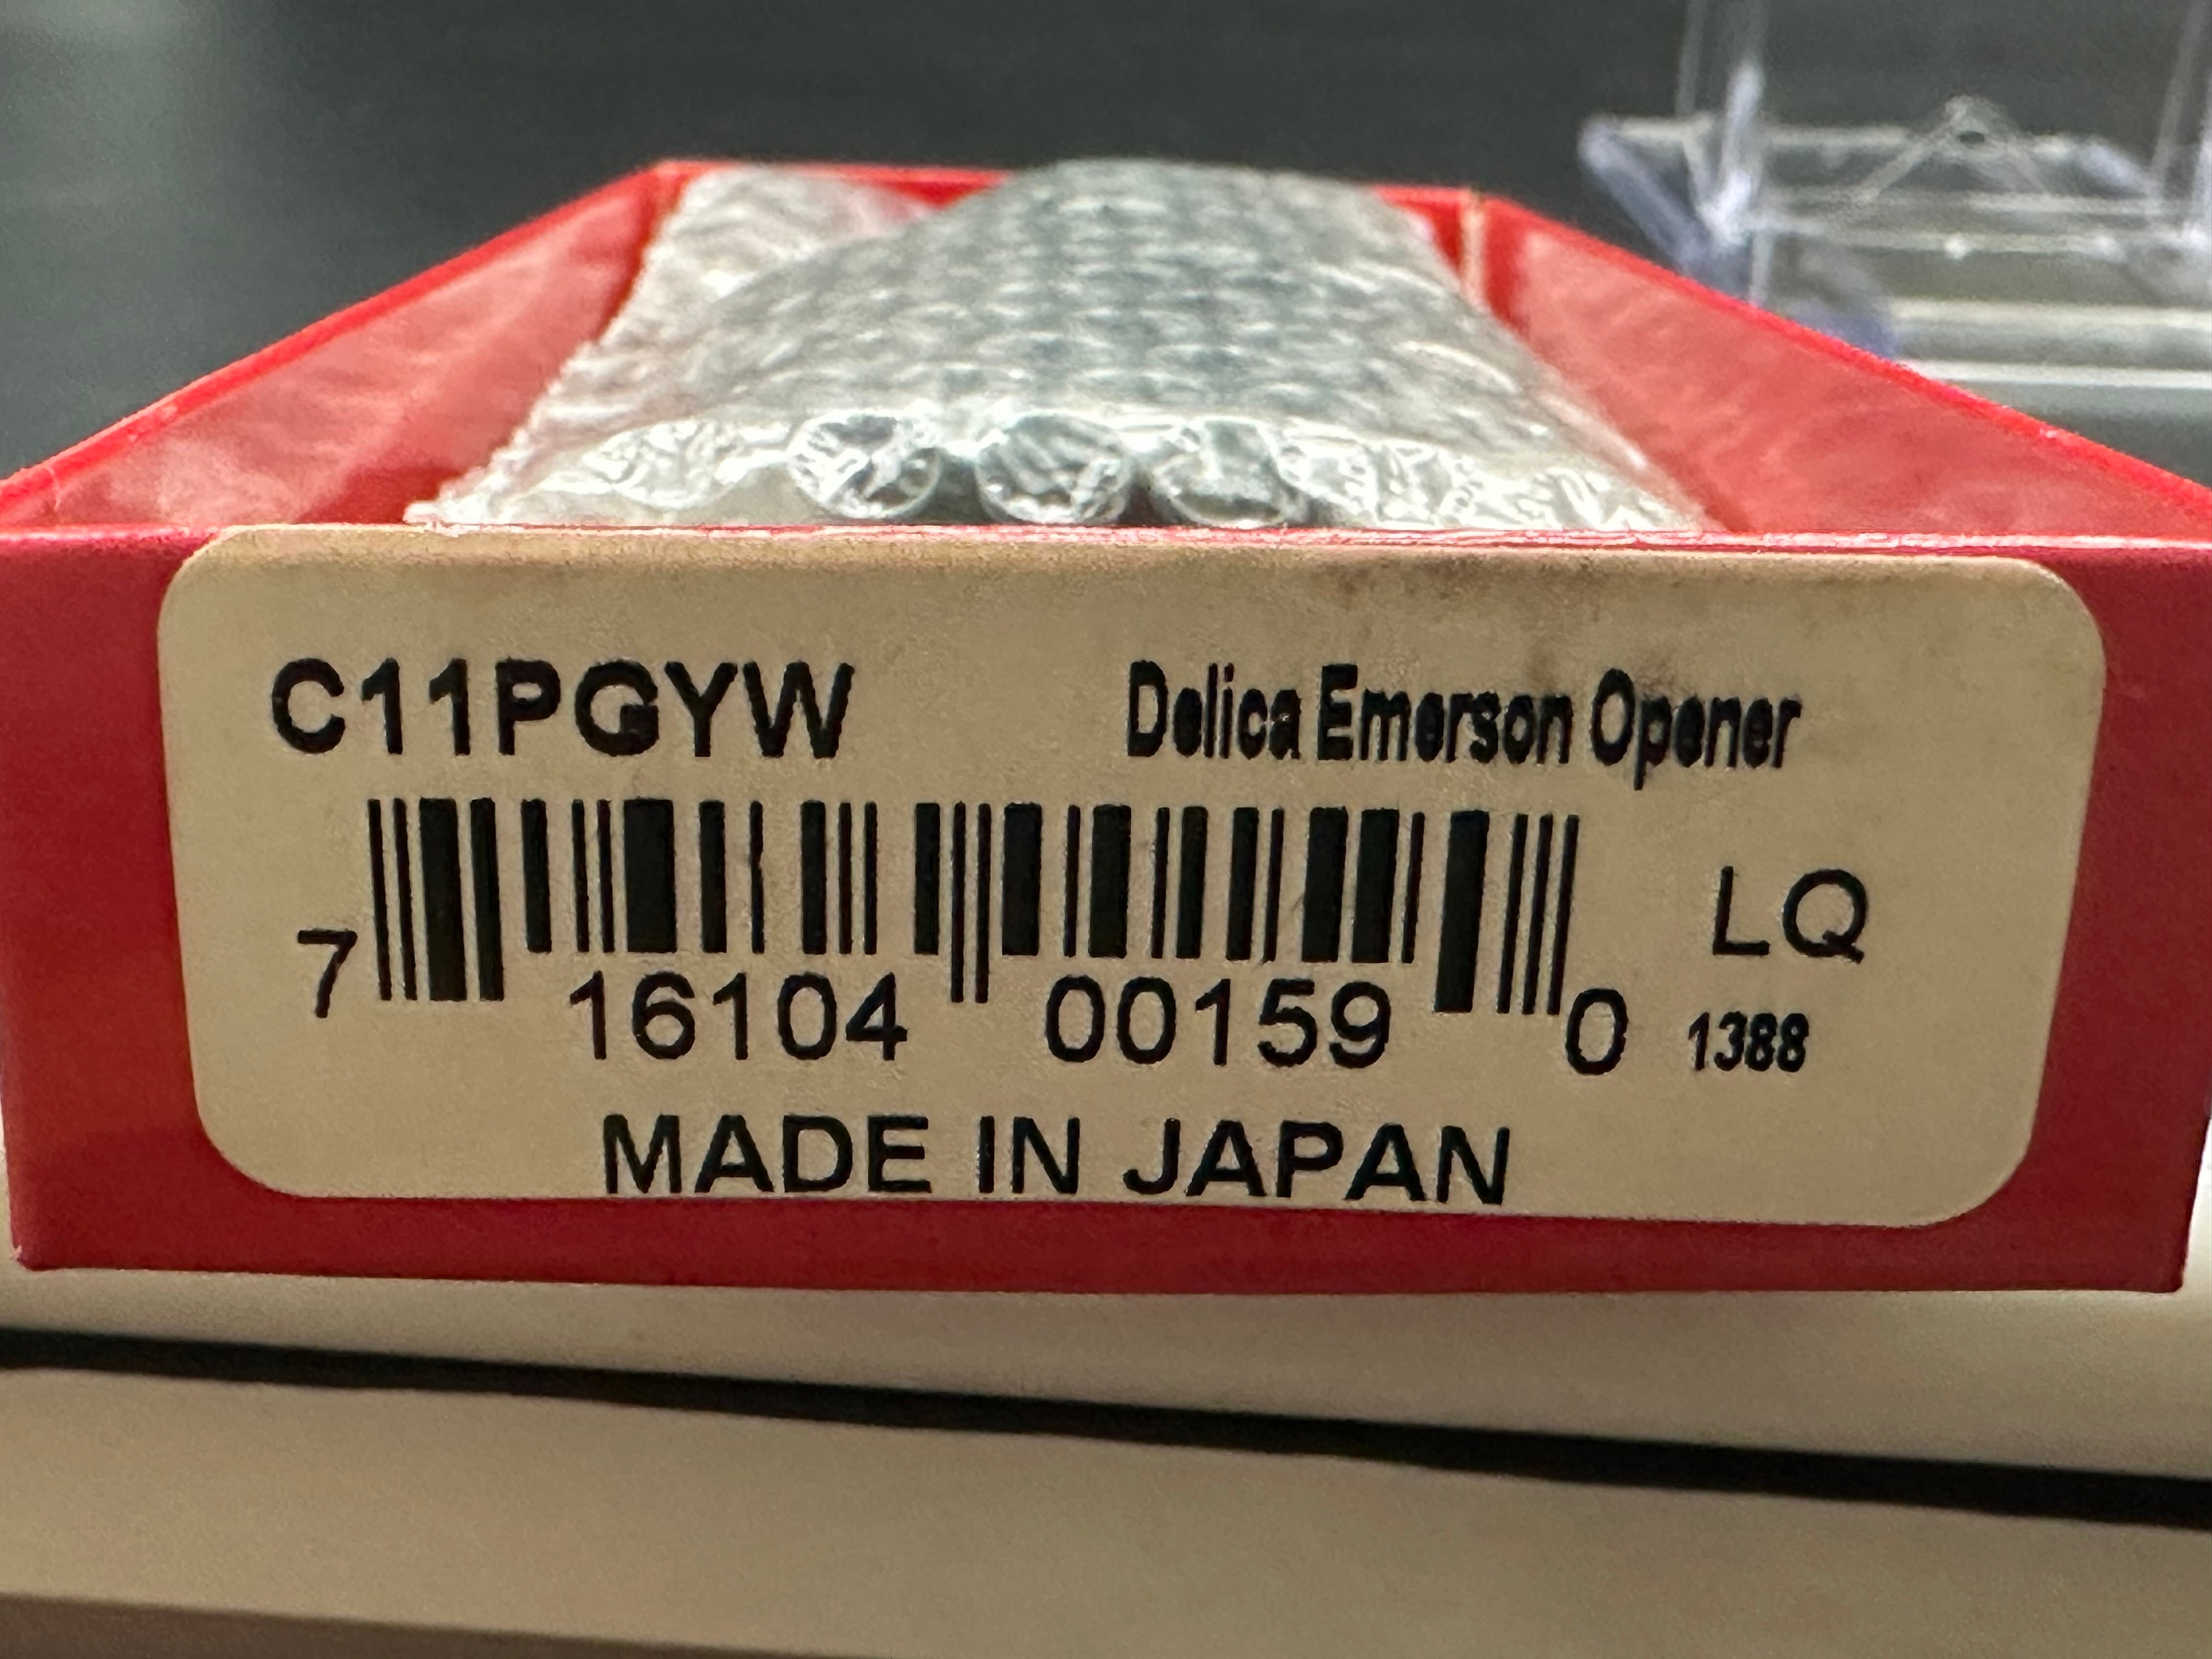 C11PGYW Delica Emerson Opener
LQ
7 16104 00159 0 1388
MADE IN JAPAN